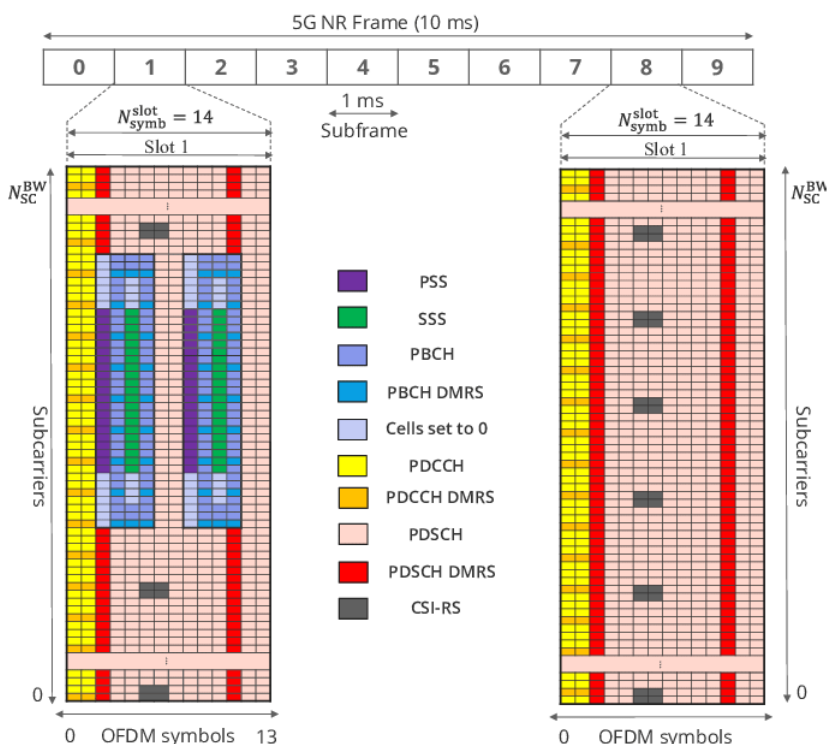 5G NR Frame (10 ms)
0 1 2 3 4 5 6 7 8 9
N_symb^slot = 14
1 ms
Subframe
N_symb^slot = 14
Slot 1
Slot 1
N_SC^BW
N_SC^BW
...
...
PSS
SSS
PBCH
PBCH DMRS
Cells set to 0
PDCCH
PDCCH DMRS
PDSCH
PDSCH DMRS
CSI-RS
Subcarriers
Subcarriers
...
...
0
0
0 OFDM symbols 13
0 OFDM symbols